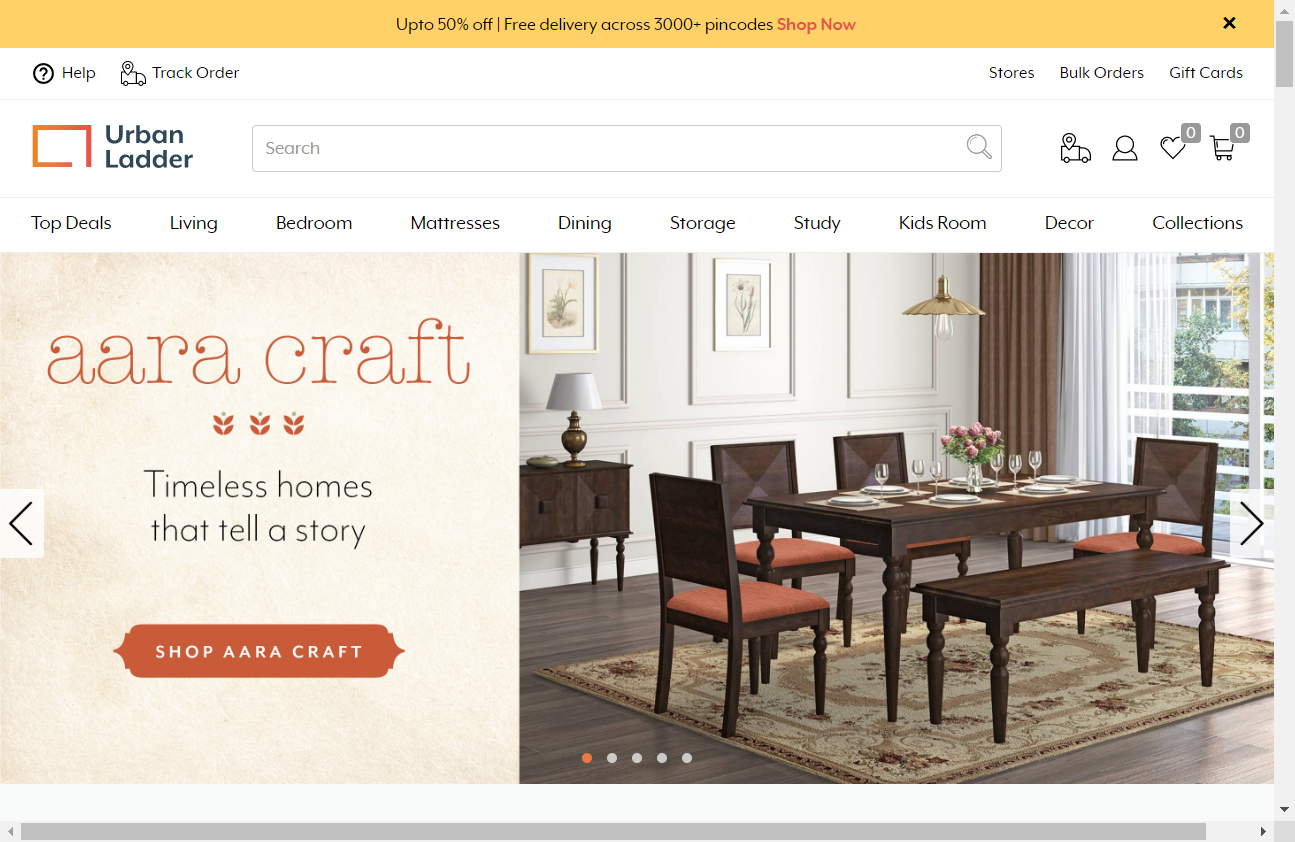 Upto 50% off | Free delivery across 3000+ pincodes Shop Now
Help Track Order Stores Bulk Orders Gift Cards
Urban
Ladder
Search
0 0
Top Deals Living Bedroom Mattresses Dining Storage Study Kids Room Decor Collections
aara craft
Timeless homes
that tell a story
SHOP AARA CRAFT